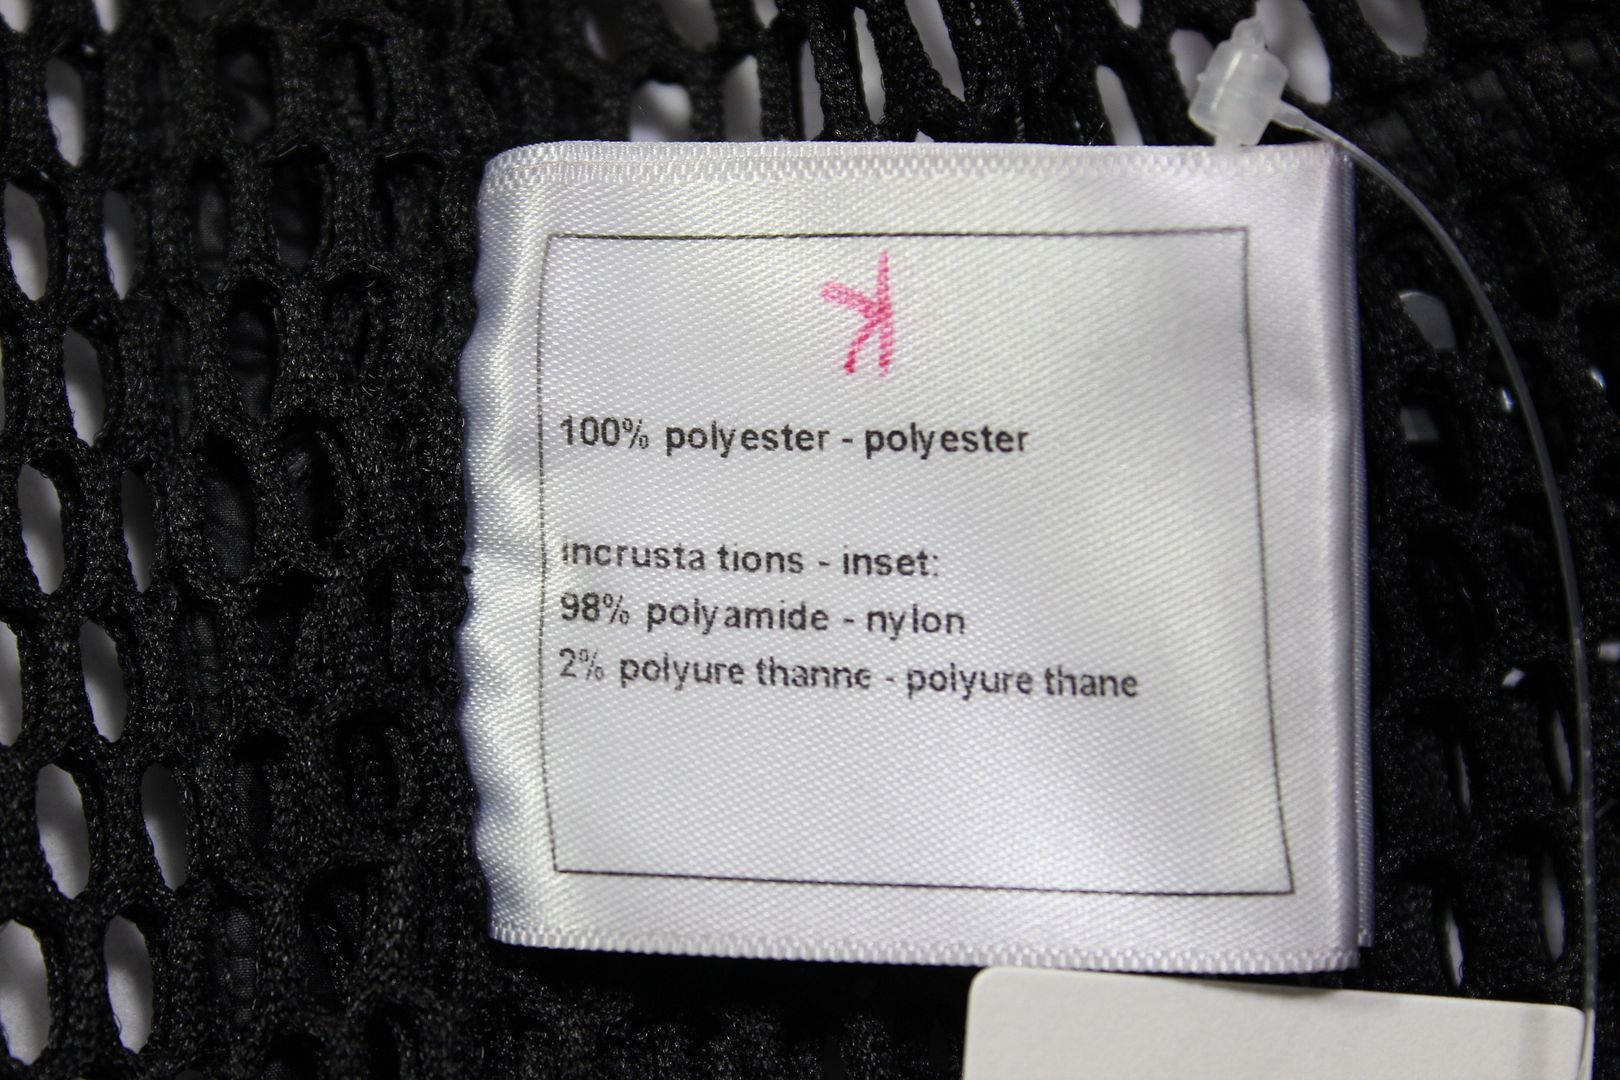 100% polyester - polyester
incrusta tions - inset:
98% polyamide - nylon
2% polyure thanne - polyure thane